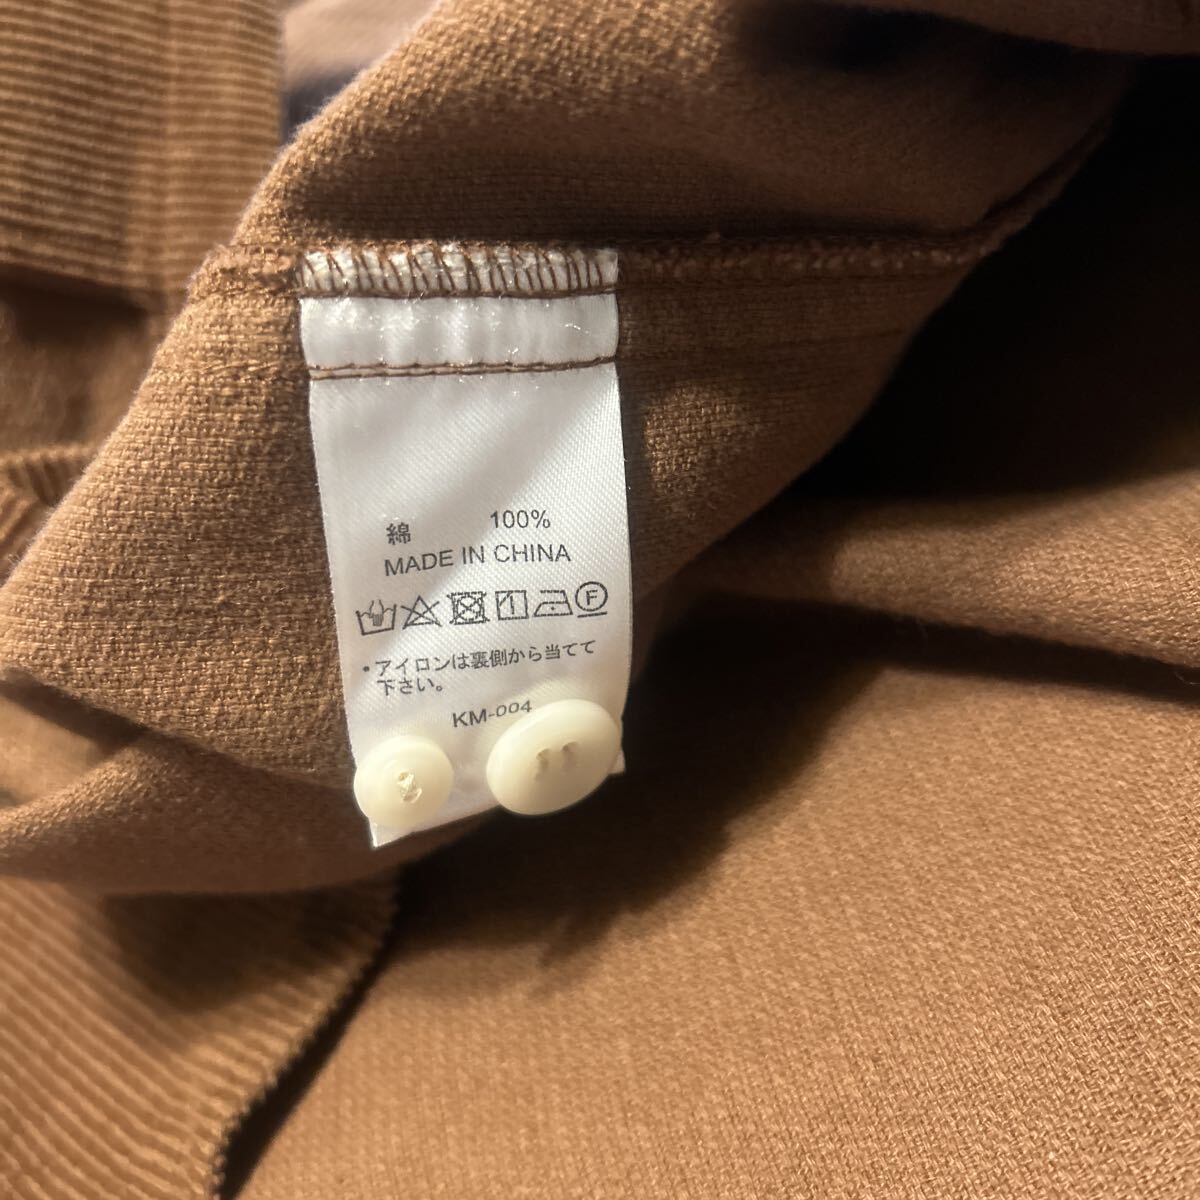 綿 100%
MADE IN CHINA
F
・アイロンは裏側から当てて
下さい。
KM-004